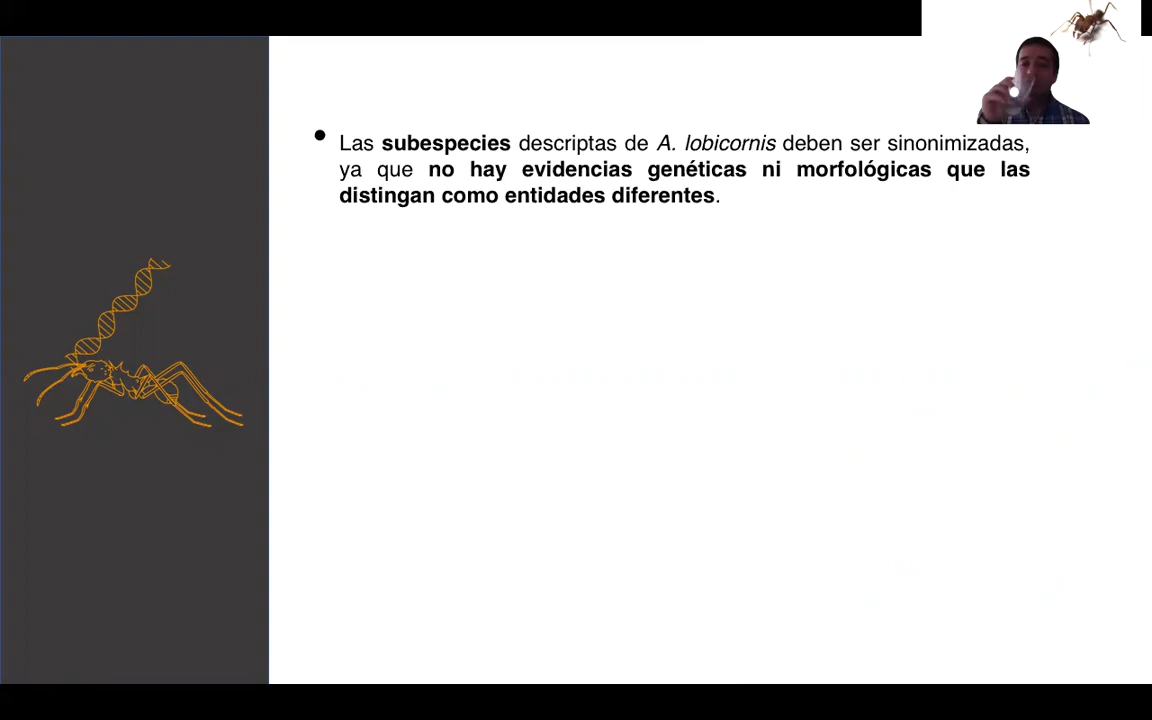 • Las subespecies descriptas de A. lobicornis deben ser sinonimizadas,
ya que no hay evidencias genéticas ni morfológicas que las
distingan como entidades diferentes.